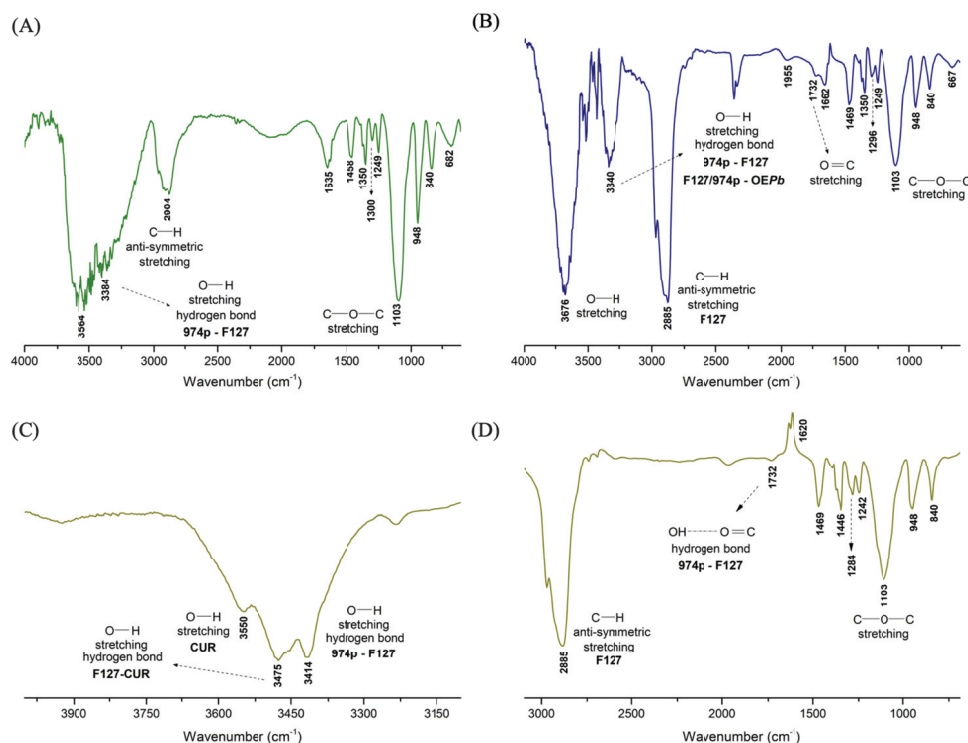 (A)
3564
3384
2004
C—H
anti-symmetric
stretching
O—H
stretching
hydrogen bond
974p - F127
1635
1458
1350
1300
1249
C—O—C
stretching
1103
948
840
682
4000 3500 3000 2500 2000 1500 1000
Wavenumber (cm⁻¹)
(B)
3676
O—H
stretching
3340
O—H
stretching
hydrogen bond
974p - F127
F127/974p - OEPb
2885
C—H
anti-symmetric
stretching
F127
1955
1732
1662
O=C
stretching
1469
1350
1296
1249
1103
C—O—C
stretching
948
840
667
4000 3500 3000 2500 2000 1500 1000
Wavenumber (cm⁻¹)
(C)
O—H
stretching
hydrogen bond
F127-CUR
O—H
stretching
CUR
3550
3475
3414
O—H
stretching
hydrogen bond
974p - F127
3900 3750 3600 3450 3300 3150
Wavenumber (cm⁻¹)
(D)
2885
C—H
anti-symmetric
stretching
F127
1732
1620
OH O=C
hydrogen bond
974p - F127
1469
1446
1284
1242
1103
C—O—C
stretching
948
840
3000 2500 2000 1500 1000
Wavenumber (cm⁻¹)